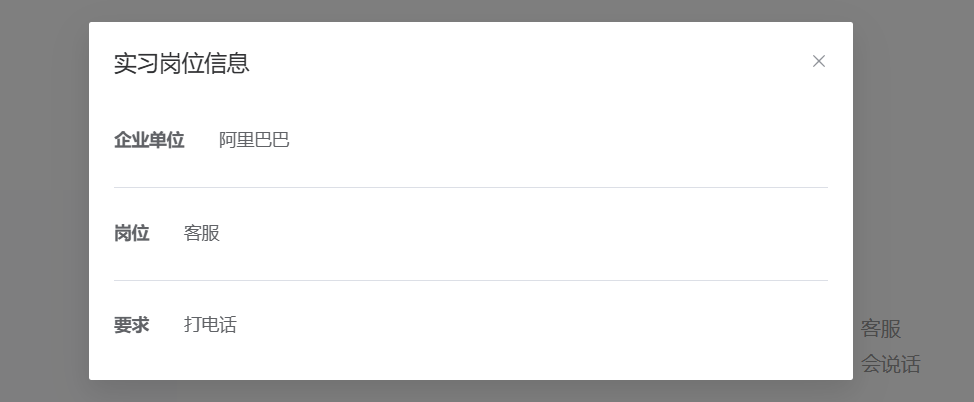 实习岗位信息
企业单位 阿里巴巴
岗位 客服
要求 打电话
客服
会说话